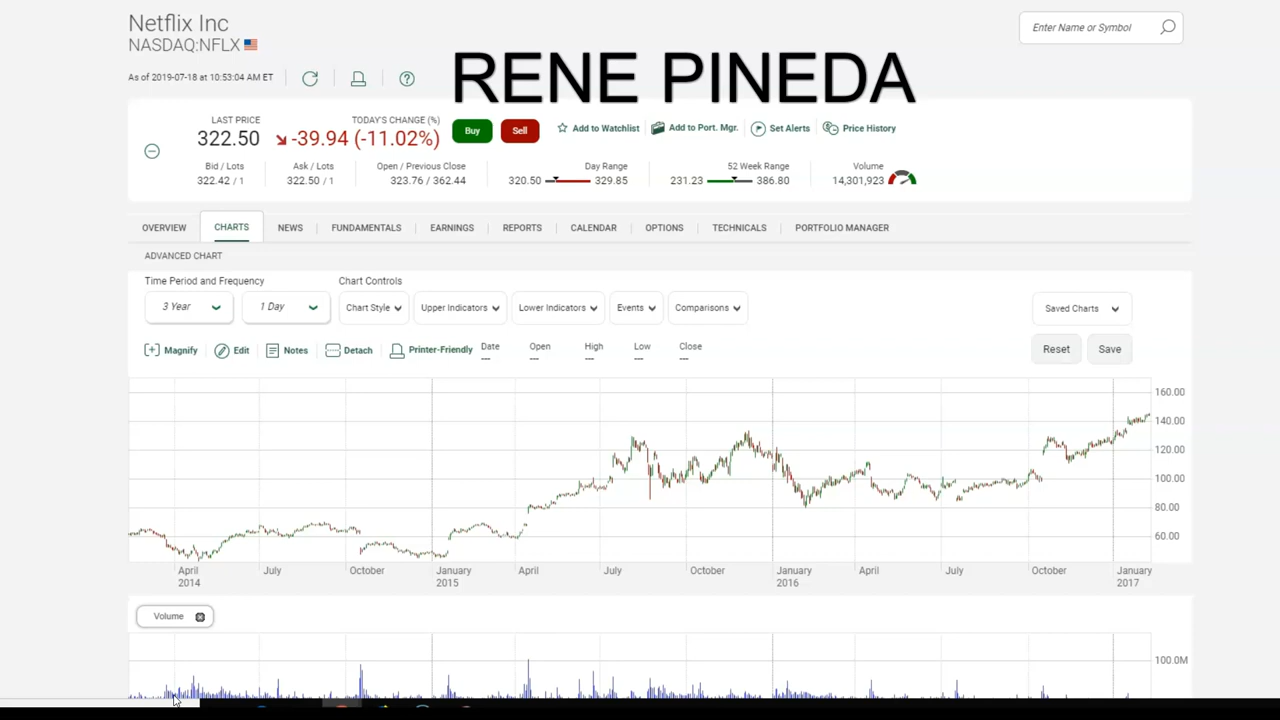 Netflix Inc
NASDAQ:NFLX
Enter Name or Symbol
RENE PINEDA
As of 2019-07-18 at 10:53:04 AM ET
LAST PRICE
322.50
TODAY'S CHANGE (%)
-39.94 (-11.02%)
Buy
Sell
Add to Watchlist
Add to Port. Mgr.
Set Alerts
Price History
Bid / Lots
322.42 / 1
Ask / Lots
322.50 / 1
Open / Previous Close
323.76 / 362.44
Day Range
320.50 329.85
52 Week Range
231.23 386.80
Volume
14,301,923
OVERVIEW CHARTS NEWS FUNDAMENTALS EARNINGS REPORTS CALENDAR OPTIONS TECHNICALS PORTFOLIO MANAGER
ADVANCED CHART
Time Period and Frequency
Chart Controls
3 Year 1 Day Chart Style Upper Indicators Lower Indicators Events Comparisons Saved Charts
Magnify Edit Notes Detach Printer-Friendly
Date Open High Low Close
-- -- -- -- --
Reset Save
160.00
140.00
120.00
100.00
80.00
60.00
April July October January April July October January April July October January
2014 2015 2016 2017
Volume
100.0M